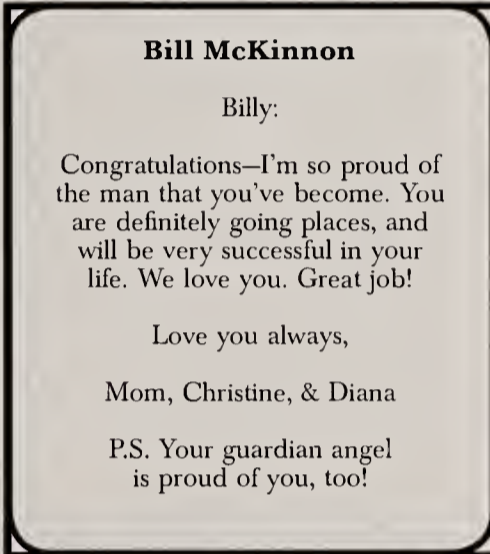 Bill McKinnon
Billy:
Congratulations—I'm so proud of
the man that you've become. You
are definitely going places, and
will be very successful in your
life. We love you. Great job!
Love you always,
Mom, Christine, & Diana
P.S. Your guardian angel
is proud of you, too!